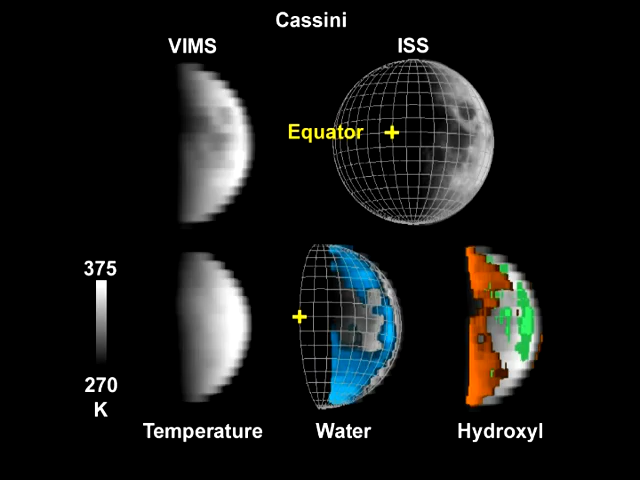 Cassini
VIMS
ISS
Equator
375
270
K
Temperature
Water
Hydroxyl